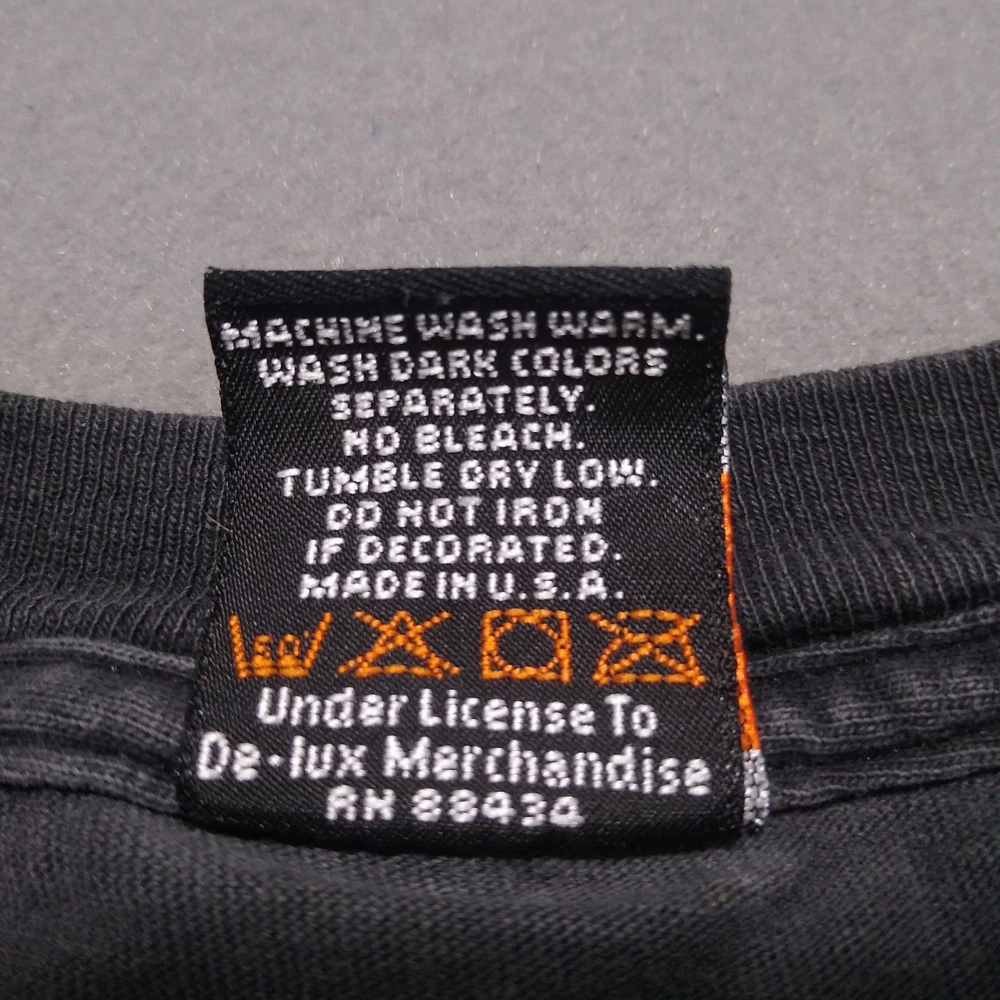 MACHINE WASH WARM.
WASH DARK COLORS
SEPARATELY.
NO BLEACH.
TUMBLE DRY LOW.
DO NOT IRON
IF DECORATED.
MADE IN U.S.A.
50°
Under License To
De-lux Merchandise
RN 88434